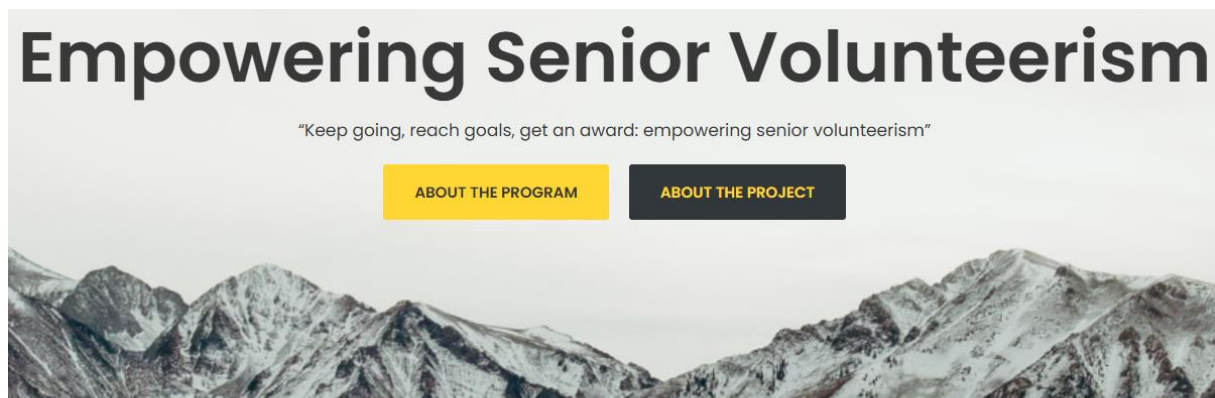 Empowering Senior Volunteerism
“Keep going, reach goals, get an award: empowering senior volunteerism”
ABOUT THE PROGRAM
ABOUT THE PROJECT